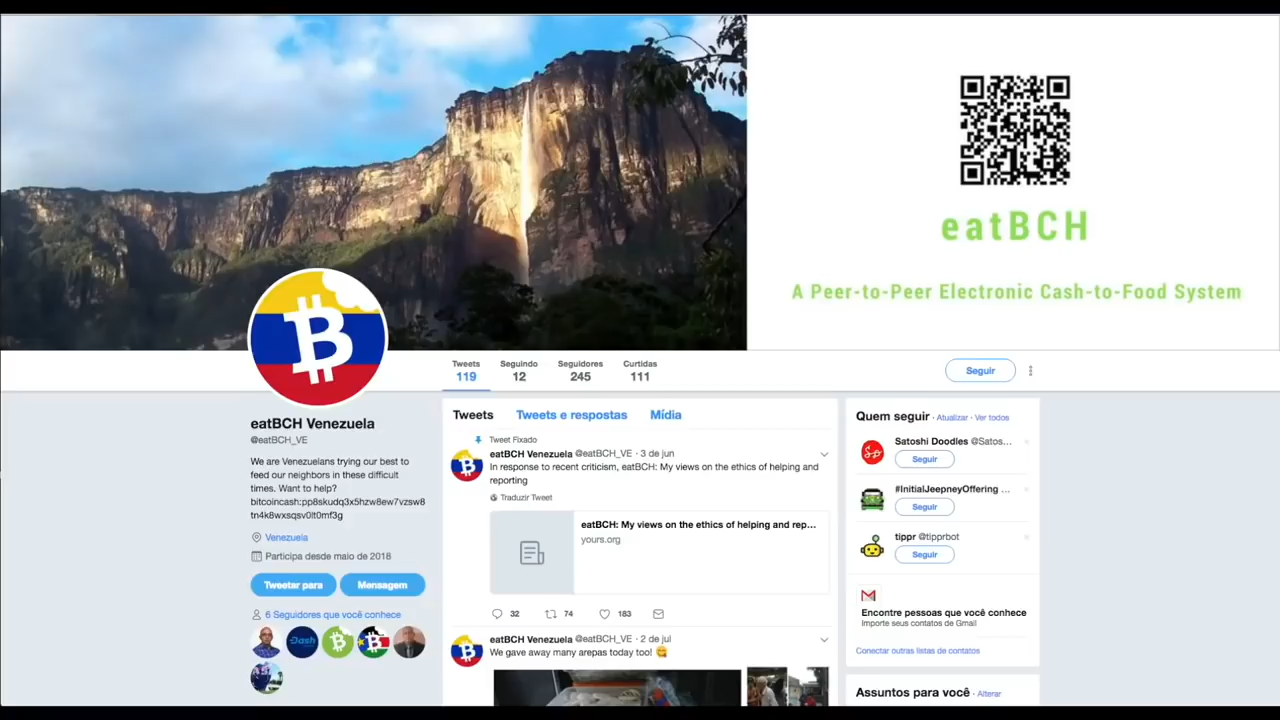 eatBCH
A Peer-to-Peer Electronic Cash-to-Food System
Tweets
119
Seguindo
12
Seguidores
245
Curtidas
111
Seguir
eatBCH Venezuela
@eatBCH_VE
We are Venezuelans trying our best to
feed our neighbors in these difficult
times. Want to help?
bitcoincash:pp8skudq3x5hzw8ew7vzsw8
tn4k8wxsqsv0lt0mf3g
Venezuela
Participa desde maio de 2018
Tweetar para
Mensagem
6 Seguidores que você conhece
Dash
Tweets
Tweets e respostas
Mídia
Tweet Fixado
eatBCH Venezuela @eatBCH_VE · 3 de jun
In response to recent criticism, eatBCH: My views on the ethics of helping and
reporting
Traduzir Tweet
eatBCH: My views on the ethics of helping and rep...
yours.org
32
74
183
eatBCH Venezuela @eatBCH_VE · 2 de jul
We gave away many arepas today too!
Quem seguir · Atualizar · Ver todos
Satoshi Doodles @Satos...
Seguir
#InitialJeepneyOffering ...
Seguir
tippr @tipprbot
Seguir
Encontre pessoas que você conhece
Importe seus contatos de Gmail
Conectar outras listas de contatos
Assuntos para você · Alterar